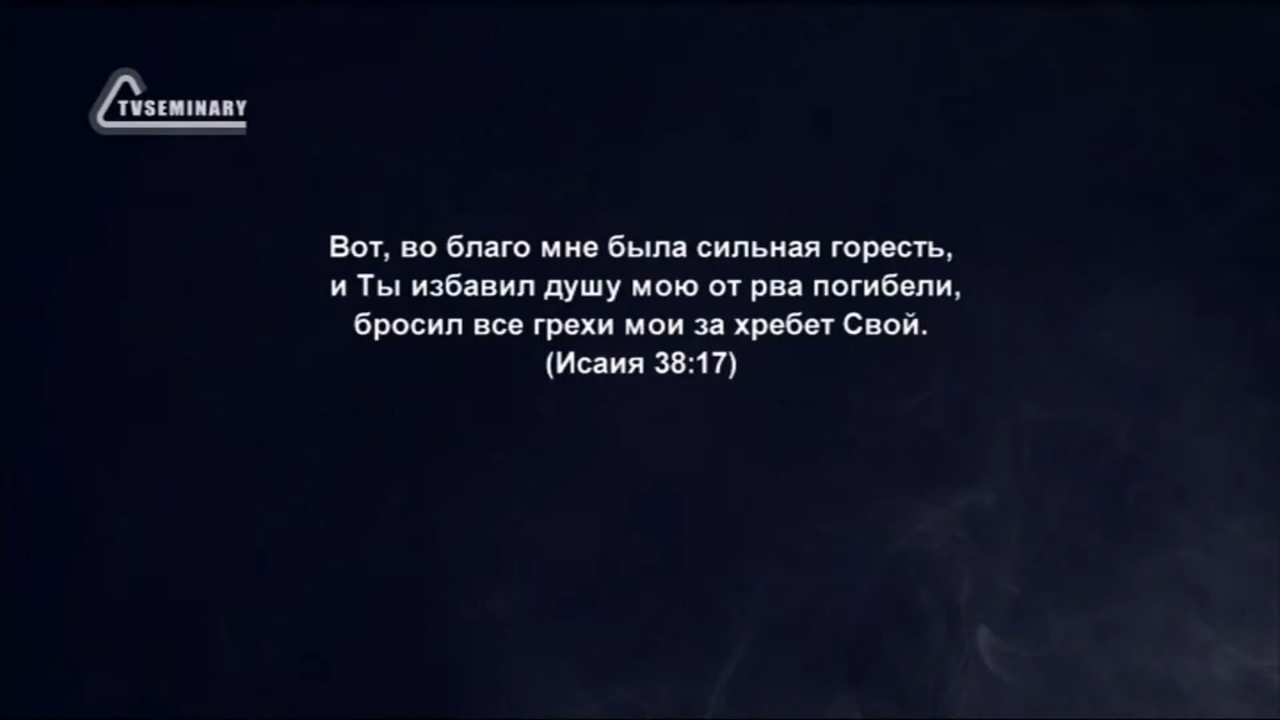 TVSEMINARY
Вот, во благо мне была сильная горесть,
и Ты избавил душу мою от рва погибели,
бросил все грехи мои за хребет Свой.
(Исаия 38:17)